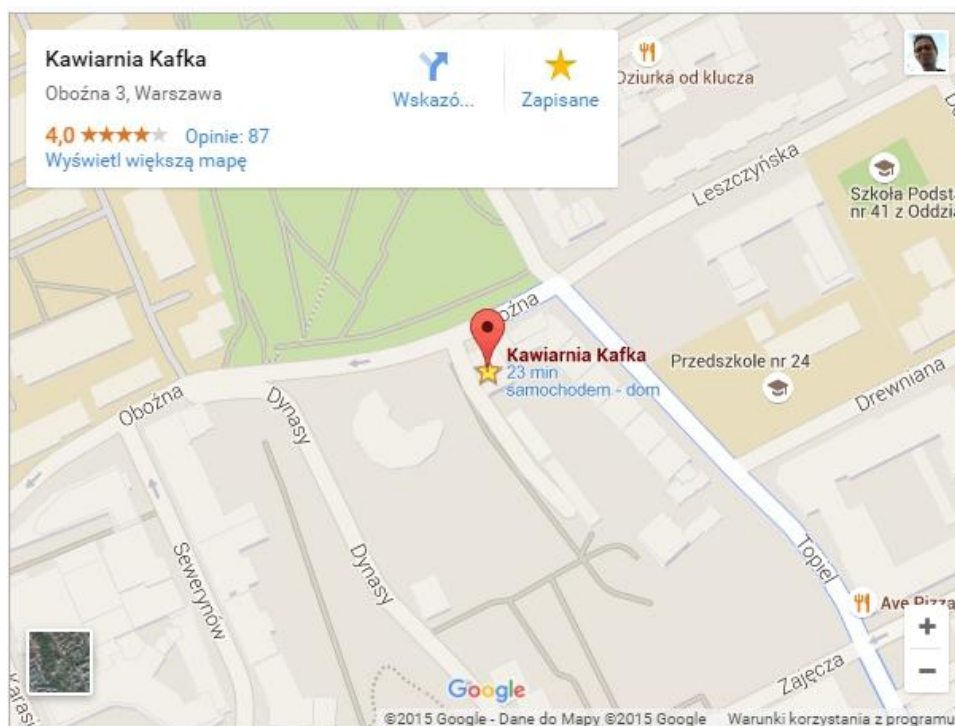 Kawiarnia Kafka
Oboźna 3, Warszawa
4,0
Opinie: 87
Wyświetl większą mapę
Wskazó...
Zapisane
Dziurka od klucza
Leszczyńska
Szkoła Podsta
nr 41 z Oddzia
Kawiarnia Kafka
23 min
samochodem - dom
Przedszkole nr 24
Drewniana
Oboźna
Dynasy
Dynasy
Sewerynów
Topiel
Ave Pizza
Zajęcza
+
−
Google
©2015 Google - Dane do Mapy ©2015 Google
Warunki korzystania z programu